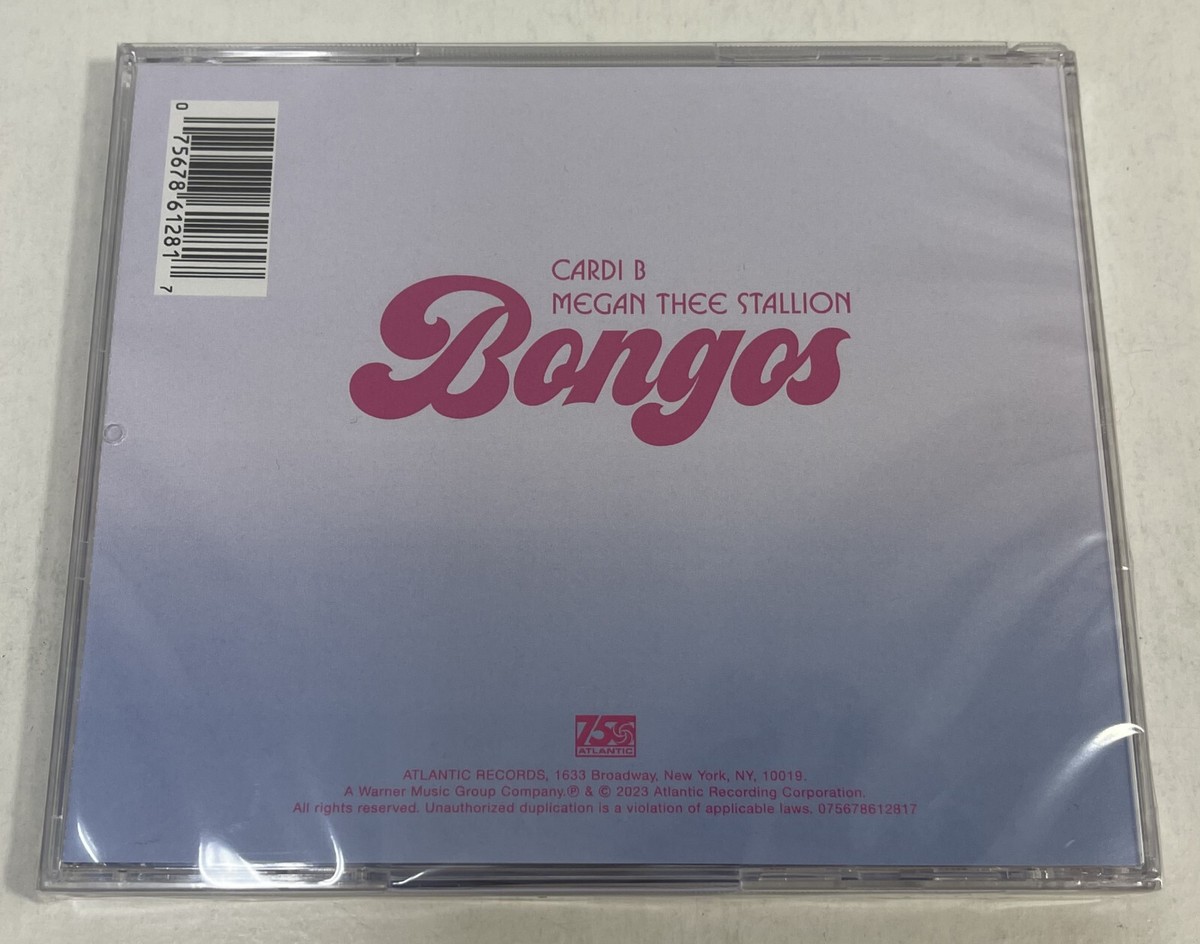 0 75678 61281 7
CARDI B
MEGAN THEE STALLION
Bongos
75
ATLANTIC
ATLANTIC RECORDS, 1633 Broadway, New York, NY, 10019.
A Warner Music Group Company.℗ & © 2023 Atlantic Recording Corporation.
All rights reserved. Unauthorized duplication is a violation of applicable laws. 075678612817